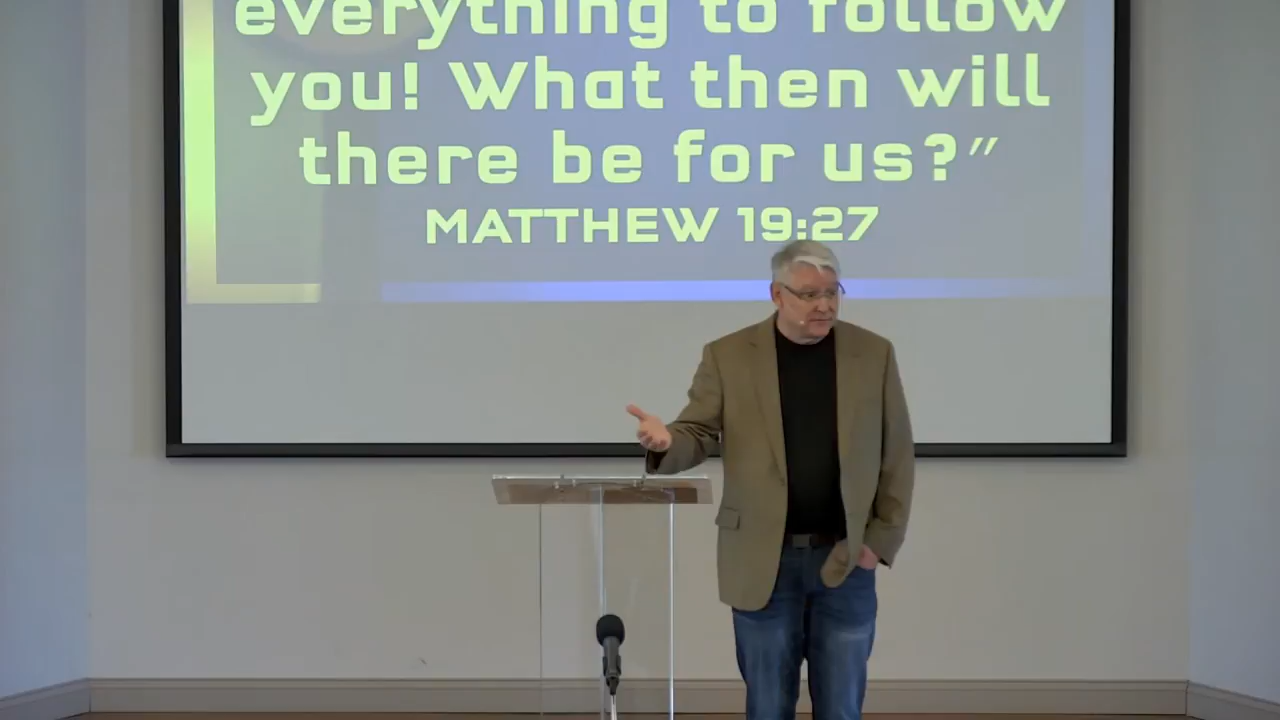 everything to follow
you! What then will
there be for us?”
MATTHEW 19:27